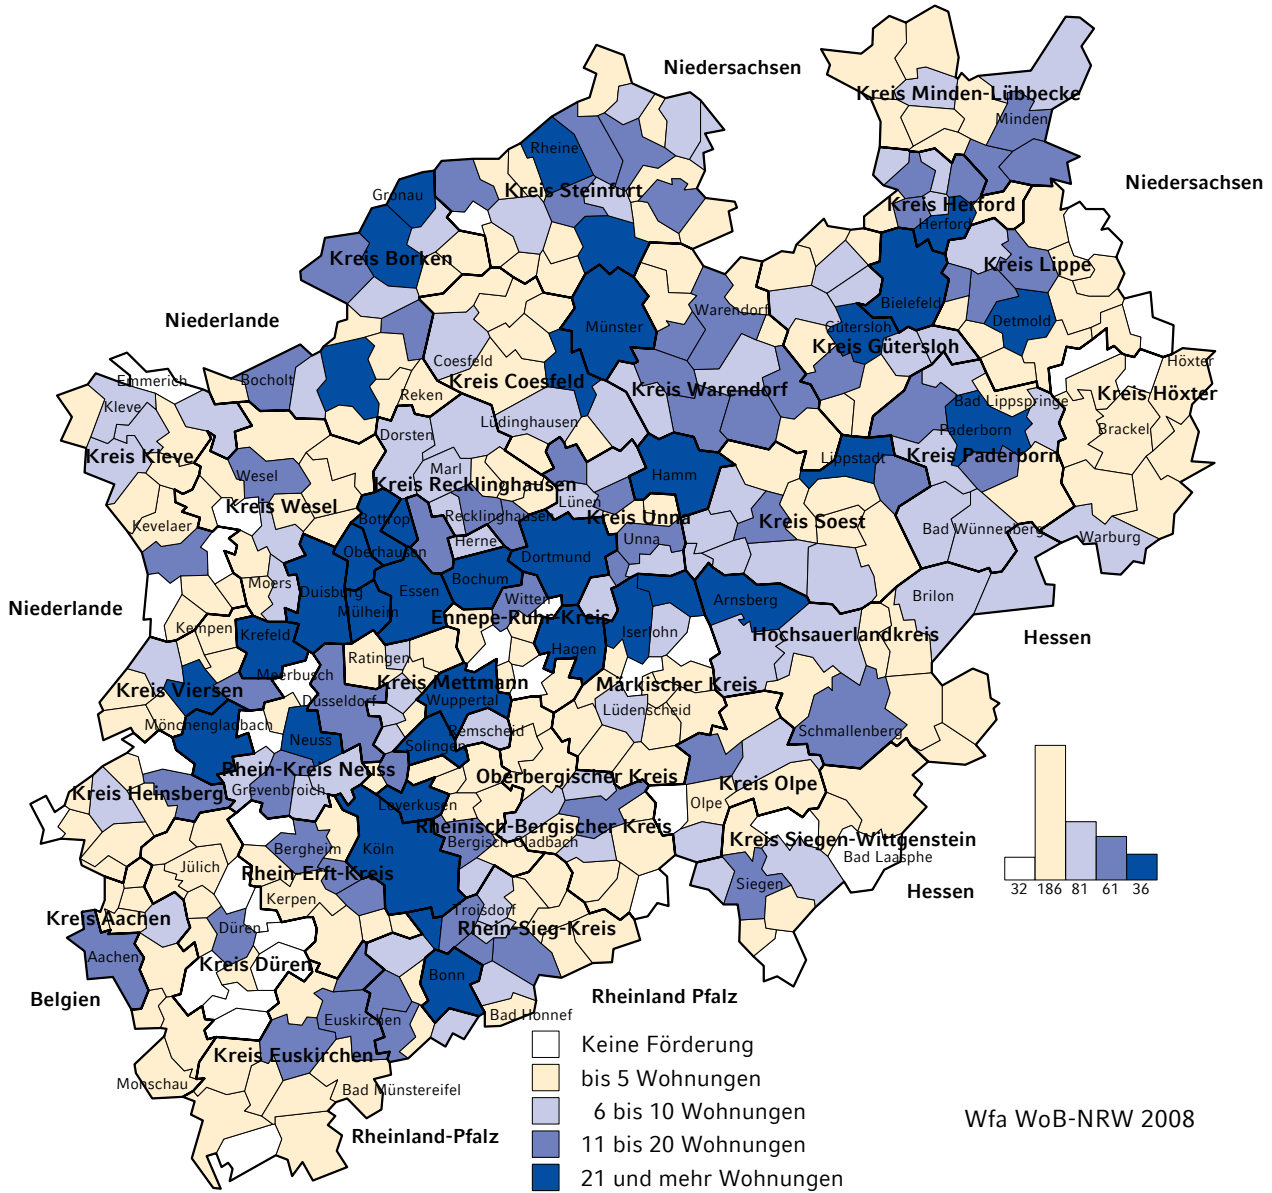 Niedersachsen
Kreis Minden-Lübbecke
Minden
Rheine
Niedersachsen
Gronau
Kreis Steinfurt
Kreis Herford
Herford
Kreis Borken
Kreis Lippe
Bielefeld
Warendorf
Niederlande
Münster
Gütersloh
Detmold
Kreis Gütersloh
Coesfeld
Höxter
Emmerich
Bocholt
Kreis Coesfeld
Kreis Warendorf
Reken
Kreis Höxter
Kleve
Bad Lippspringe
Lüdinghausen
Dorsten
Paderborn
Brackel
Kreis Kleve
Kreis Paderborn
Lippstadt
Marl
Wesel
Hamm
Kreis Recklinghausen
Lünen
Kreis Wesel
Bottrop
Recklinghausen
Kreis Unna
Kreis Soest
Kevelaer
Bad Wünnenberg
Warburg
Herne
Unna
Oberhausen
Dortmund
Moers
Bochum
Duisburg
Essen
Witten
Arnsberg
Brilon
Niederlande
Mülheim
Ennepe-Ruhr-Kreis
Kempen
Krefeld
Iserlohn
Hochsauerlandkreis
Hessen
Hagen
Ratingen
Meerbusch
Kreis Mettmann
Märkischer Kreis
Kreis Viersen
Düsseldorf
Wuppertal
Lüdenscheid
Mönchengladbach
Remscheid
Schmallenberg
Neuss
Solingen
Rhein-Kreis Neuss
Oberbergischer Kreis
Kreis Olpe
Kreis Heinsberg
Grevenbroich
Leverkusen
Olpe
Rheinisch-Bergischer Kreis
Kreis Siegen-Wittgenstein
Bergheim
Köln
Bergisch Gladbach
Bad Laasphe
Jülich
Rhein Erft-Kreis
Siegen
Hessen
32 186 81 61 36
Kerpen
Troisdorf
Kreis Aachen
Düren
Rhein-Sieg-Kreis
Aachen
Kreis Düren
Bonn
Belgien
Rheinland Pfalz
Bad Honnef
Euskirchen
Keine Förderung
Kreis Euskirchen
bis 5 Wohnungen
Monschau
Bad Münstereifel
6 bis 10 Wohnungen
Wfa WoB-NRW 2008
Rheinland-Pfalz
11 bis 20 Wohnungen
21 und mehr Wohnungen